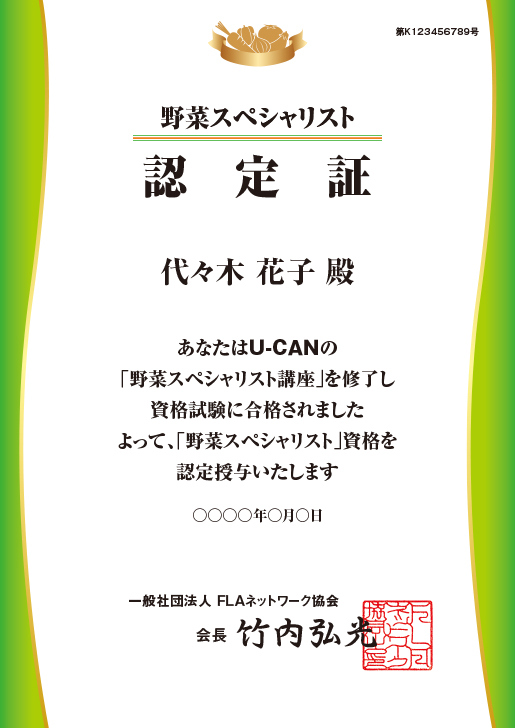 第K123456789号
野菜スペシャリスト
認定証
代々木 花子 殿
あなたはU-CANの
「野菜スペシャリスト講座」を修了し
資格試験に合格されました
よって、「野菜スペシャリスト」資格を
認定授与いたします
〇〇〇〇年〇月〇日
一般社団法人 FLAネットワーク協会
会長 竹内弘光